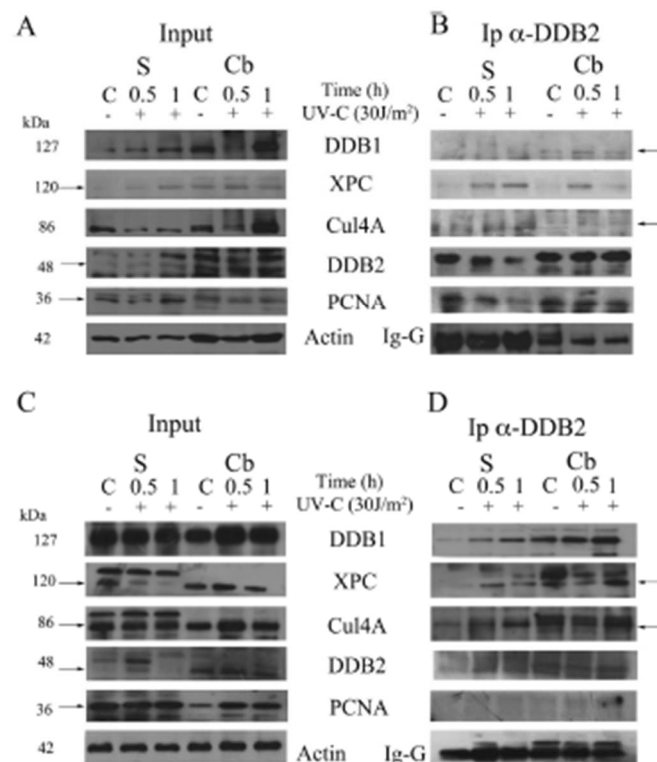 A Input B Ip α-DDB2
S Cb S Cb
C 0.5 1 C 0.5 1 Time (h) C 0.5 1 C 0.5 1
kDa - + + - + + UV-C (30J/m²) - + + - + +
127 DDB1
120 XPC
86 Cul4A
48 DDB2
36 PCNA
42 Actin Ig-G
C Input D Ip α-DDB2
S Cb S Cb
C 0.5 1 C 0.5 1 Time (h) C 0.5 1 C 0.5 1
kDa - + + - + + UV-C (30J/m²) - + + - + +
127 DDB1
120 XPC
86 Cul4A
48 DDB2
36 PCNA
42 Actin Ig-G